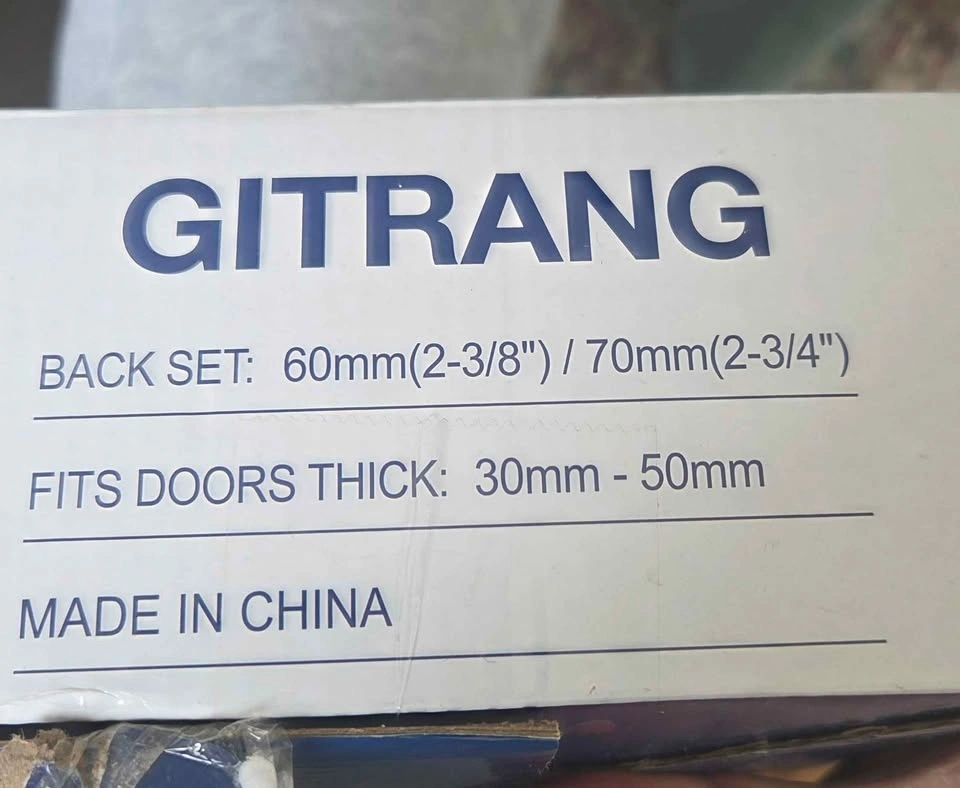 GITRANG
BACK SET: 60mm(2-3/8") / 70mm(2-3/4")
FITS DOORS THICK: 30mm - 50mm
MADE IN CHINA